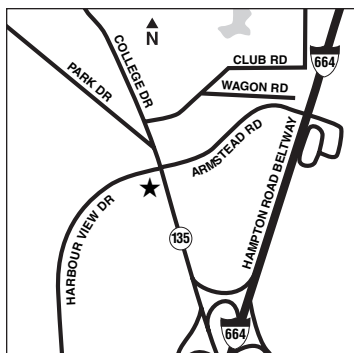 N
COLLEGE DR
PARK DR
CLUB RD
WAGON RD
664
ARMSTEAD RD
HAMPTON ROAD BELTWAY
HARBOUR VIEW DR
135
664